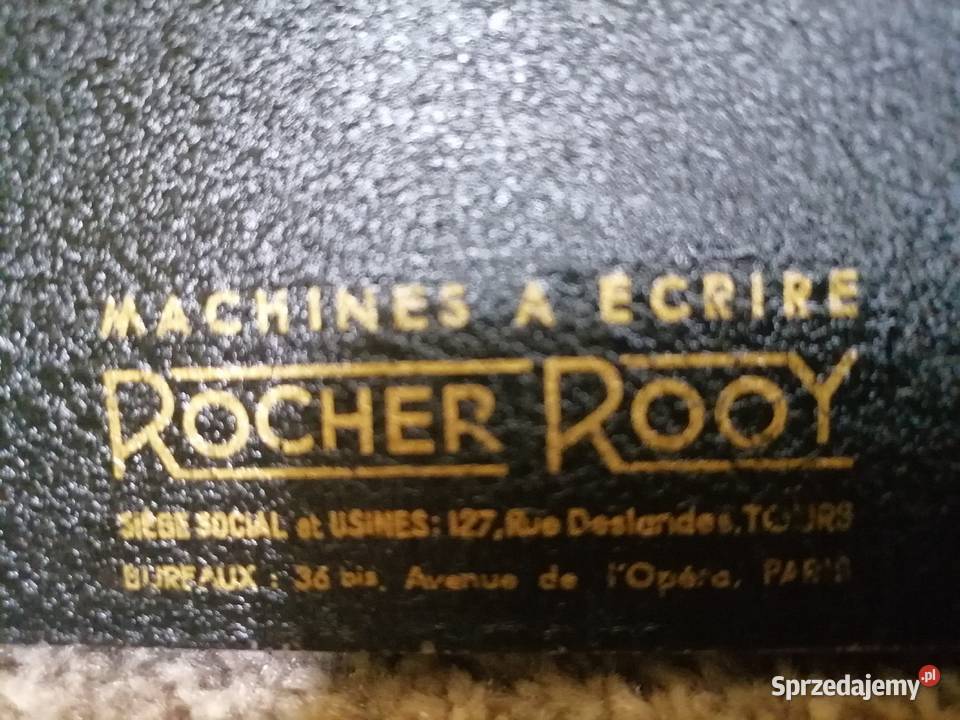 MACHINES A ECRIRE
ROCHER ROOY
SIÈGE SOCIAL et USINES: 127, Rue Deslandes, TOURS
BUREAUX : 36 bis, Avenue de l'Opéra, PARIS
Sprzedajemy.pl